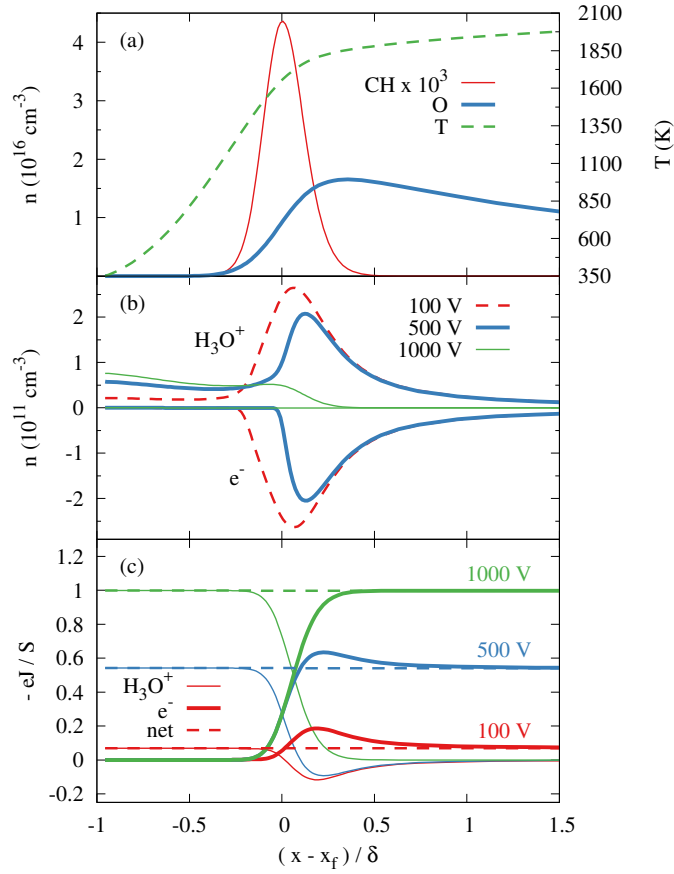 (a)
n (10^16 cm^-3)
4
3
2
1
CH x 10^3
O
T
2100
1850
1600
1350
1100
850
600
350
T (K)
(b)
n (10^11 cm^-3)
2
1
0
-1
-2
H3O^+
e^-
100 V
500 V
1000 V
(c)
- eJ / S
1.2
1
0.8
0.6
0.4
0.2
0
-0.2
1000 V
500 V
100 V
H3O^+
e^-
net
-1 -0.5 0 0.5 1 1.5
( x - x_f ) / δ